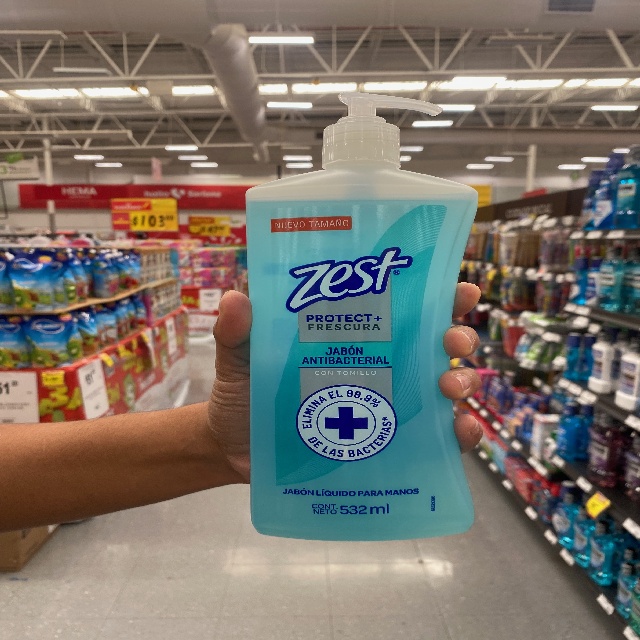 HEMA
$103
NUEVO TAMAÑO
zest®
PROTECT+
FRESCURA
JABÓN
ANTIBACTERIAL
CON TOMILLO
ELIMINA EL 99.9%
DE LAS BACTERIAS*
JABÓN LÍQUIDO PARA MANOS
CONT.
NETO 532 ml